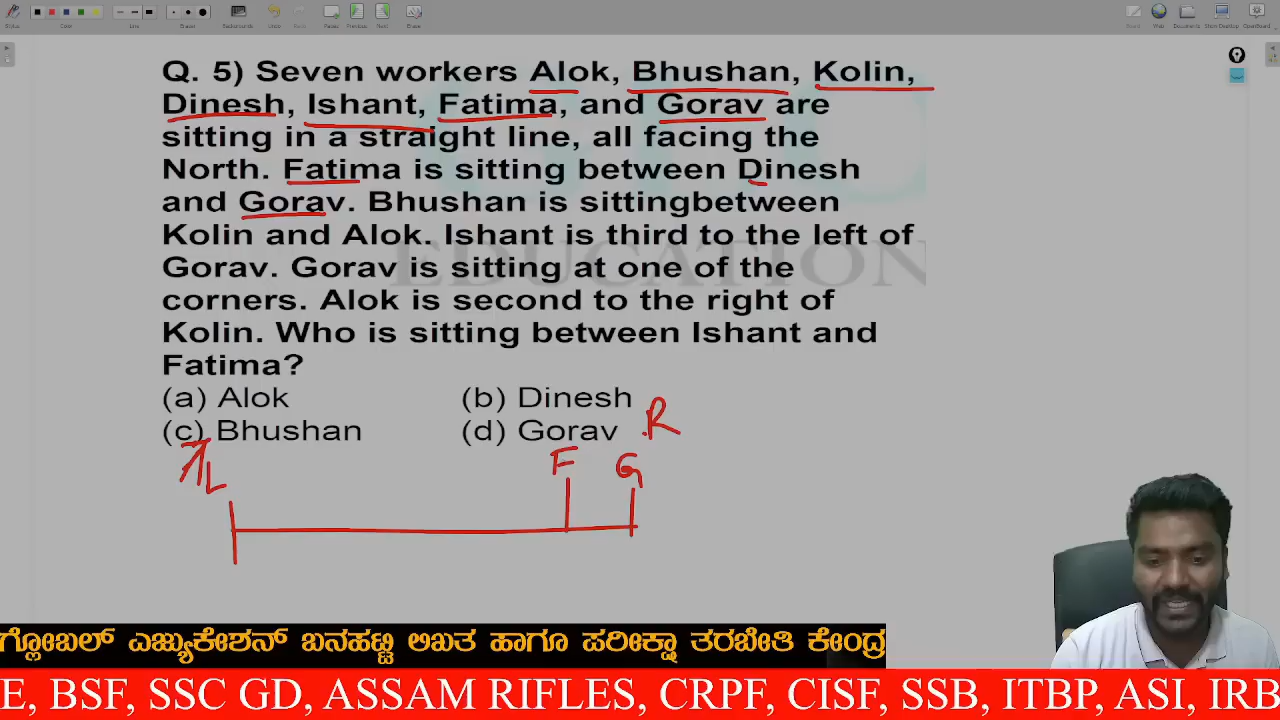 Q. 5) Seven workers Alok, Bhushan, Kolin,
Dinesh, Ishant, Fatima, and Gorav are
sitting in a straight line, all facing the
North. Fatima is sitting between Dinesh
and Gorav. Bhushan is sittingbetween
Kolin and Alok. Ishant is third to the left of
Gorav. Gorav is sitting at one of the
corners. Alok is second to the right of
Kolin. Who is sitting between Ishant and
Fatima?
(a) Alok (b) Dinesh
(c) Bhushan (d) Gorav
R
L F G
EDUCATION
ಗ್ಲೋಬಲ್ ಎಜ್ಯುಕೇಶನ್ ಬನಹಟ್ಟಿ ಲಿಖಿತ ಹಾಗೂ ಪರೀಕ್ಷಾ ತರಬೇತಿ ಕೇಂದ್ರ
E, BSF, SSC GD, ASSAM RIFLES, CRPF, CISF, SSB, ITBP, ASI, IRB